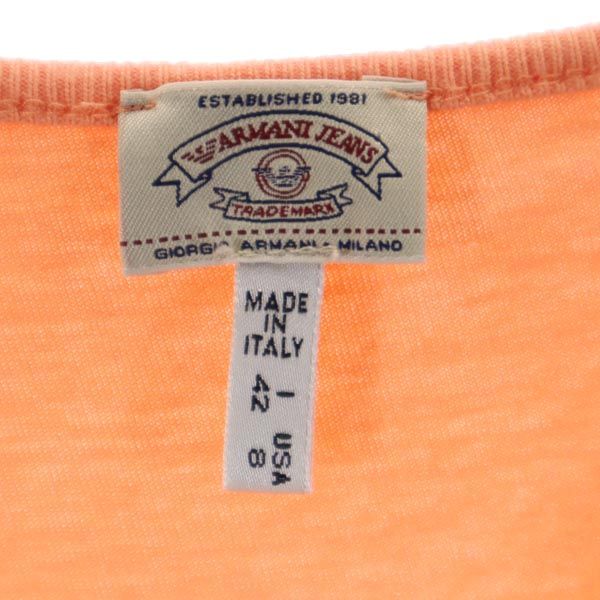 ESTABLISHED 1981
ARMANI JEANS
TRADEMARK
GIORGIO ARMANI - MILANO
MADE
IN
ITALY
I USA
42 8